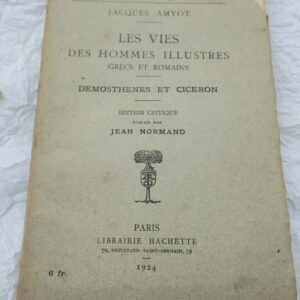 JACQUES AMYOT
LES VIES
DES HOMMES ILLUSTRES
GRECS ET ROMAINS
DEMOSTHENES ET CICERON
EDITION CRITIQUE
PUBLIÉE PAR
JEAN NORMAND
PARIS
LIBRAIRIE HACHETTE
79, BOULEVARD SAINT-GERMAIN, 79
1924
6 fr.